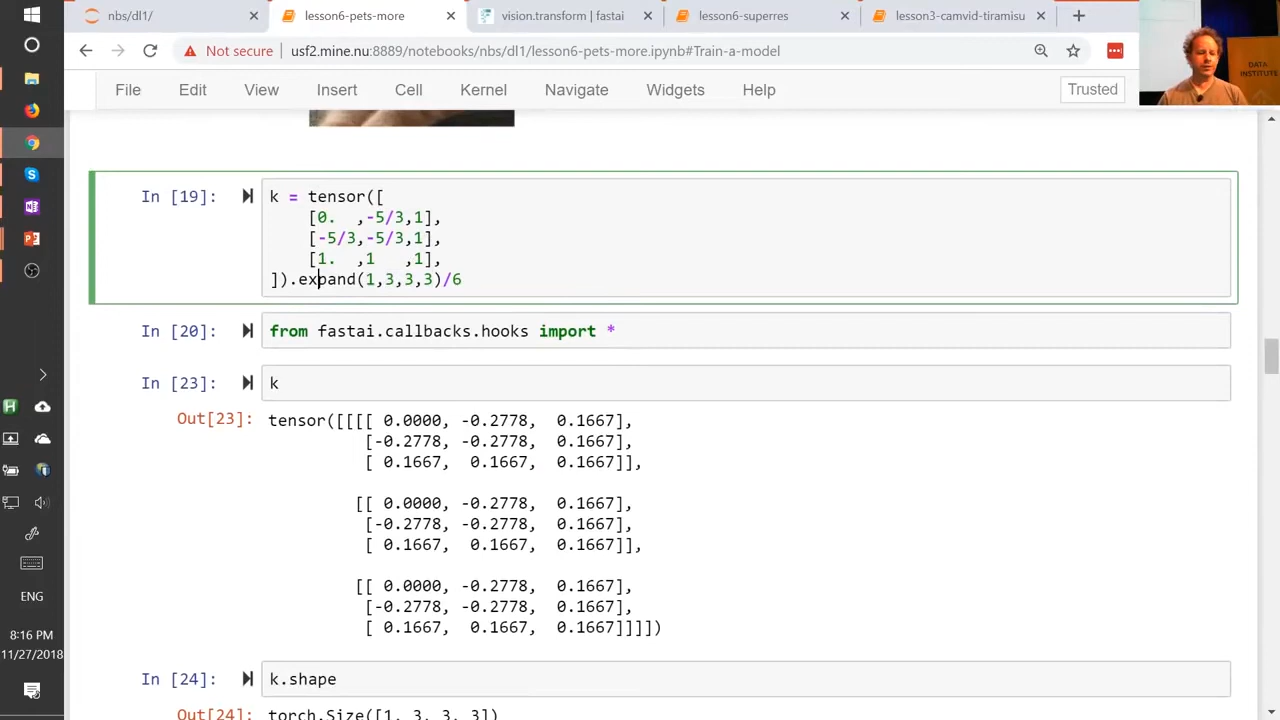 nbs/dl1/
lesson6-pets-more
vision.transform | fastai
lesson6-superres
lesson3-camvid-tiramisu
Not secure | usf2.mine.nu:8889/notebooks/nbs/dl1/lesson6-pets-more.ipynb#Train-a-model
DATA
INSTITUTE
File Edit View Insert Cell Kernel Navigate Widgets Help
Trusted
In [19]:
k = tensor([
[0. ,-5/3,1],
[-5/3,-5/3,1],
[1. ,1 ,1],
]).expand(1,3,3,3)/6
In [20]:
from fastai.callbacks.hooks import *
In [23]:
k
Out[23]:
tensor([[[[ 0.0000, -0.2778, 0.1667],
[-0.2778, -0.2778, 0.1667],
[ 0.1667, 0.1667, 0.1667]],
[[ 0.0000, -0.2778, 0.1667],
[-0.2778, -0.2778, 0.1667],
[ 0.1667, 0.1667, 0.1667]],
[[ 0.0000, -0.2778, 0.1667],
[-0.2778, -0.2778, 0.1667],
[ 0.1667, 0.1667, 0.1667]]]])
In [24]:
k.shape
Out[24]:
torch.Size([1, 3, 3, 3])
ENG
8:16 PM
11/27/2018